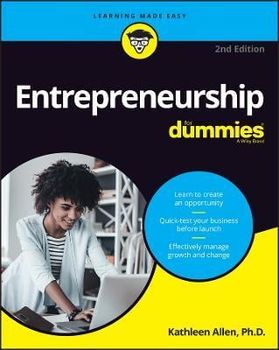 LEARNING MADE EASY
2nd Edition
Entrepreneurship
for
dummies®
A Wiley Brand
Learn to create
an opportunity
Quick-test your business
before launch
Effectively manage
growth and change
Kathleen Allen, Ph.D.